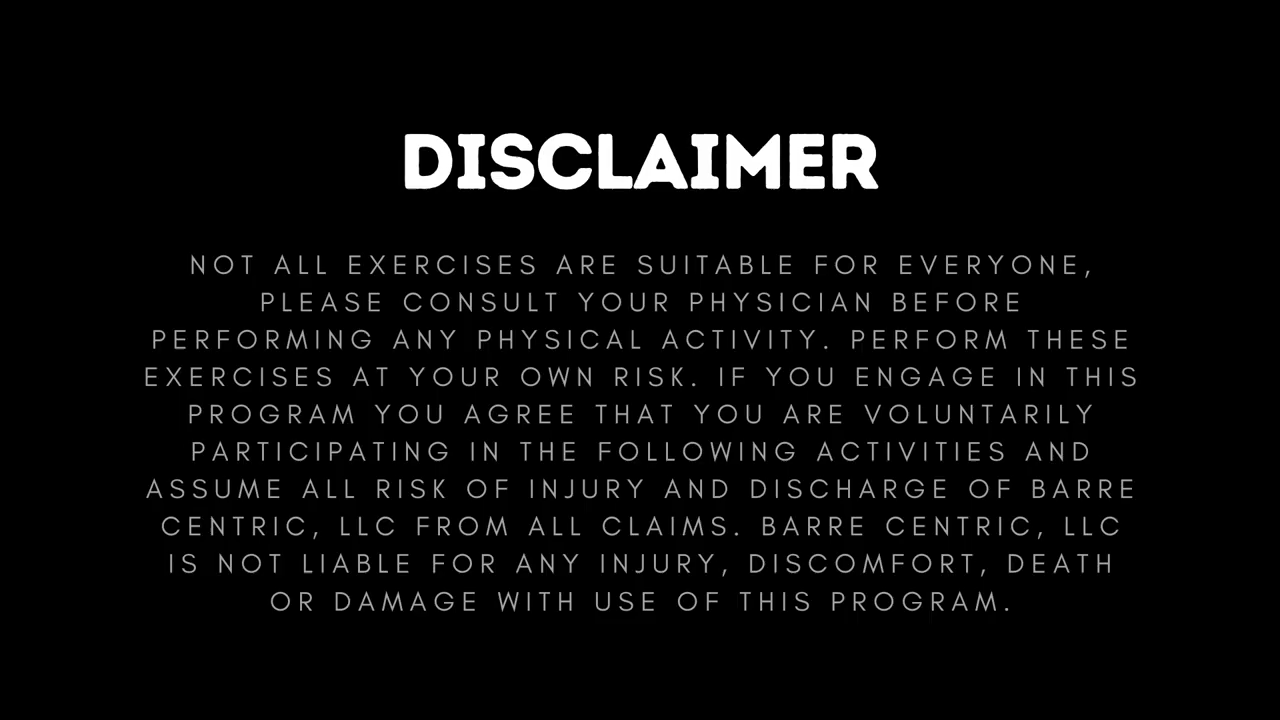 DISCLAIMER
NOT ALL EXERCISES ARE SUITABLE FOR EVERYONE,
PLEASE CONSULT YOUR PHYSICIAN BEFORE
PERFORMING ANY PHYSICAL ACTIVITY. PERFORM THESE
EXERCISES AT YOUR OWN RISK. IF YOU ENGAGE IN THIS
PROGRAM YOU AGREE THAT YOU ARE VOLUNTARILY
PARTICIPATING IN THE FOLLOWING ACTIVITIES AND
ASSUME ALL RISK OF INJURY AND DISCHARGE OF BARRE
CENTRIC, LLC FROM ALL CLAIMS. BARRE CENTRIC, LLC
IS NOT LIABLE FOR ANY INJURY, DISCOMFORT, DEATH
OR DAMAGE WITH USE OF THIS PROGRAM.